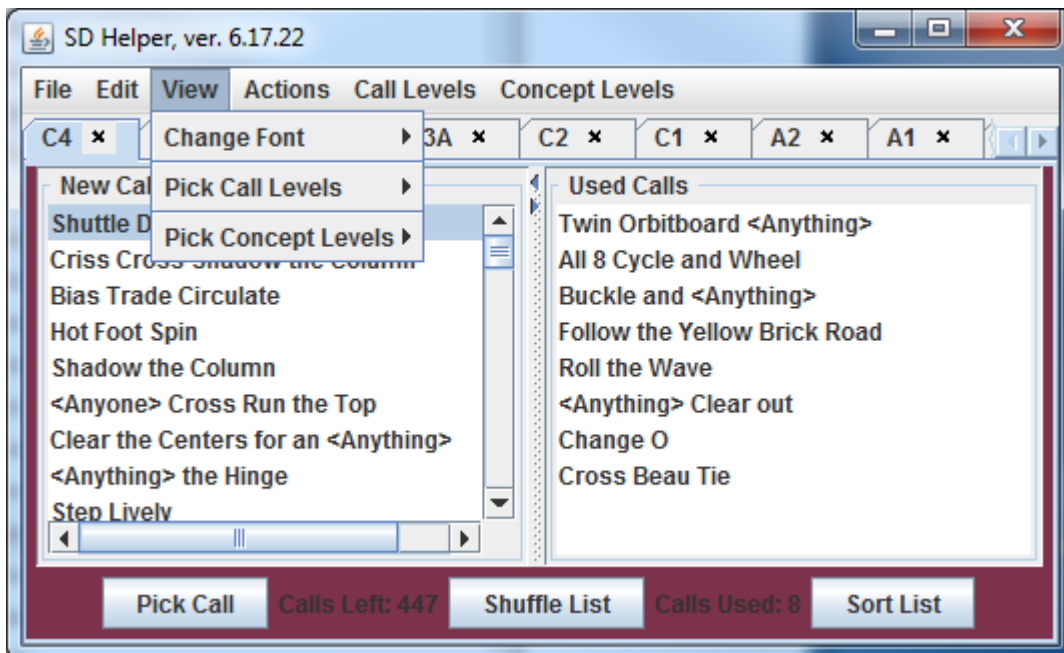 SD Helper, ver. 6.17.22
File Edit View Actions Call Levels Concept Levels
C4 3A C2 C1 A2 A1
Change Font
Pick Call Levels
Pick Concept Levels
New Cal
Shuttle D
Criss Cross Shadow the Column
Bias Trade Circulate
Hot Foot Spin
Shadow the Column
<Anyone> Cross Run the Top
Clear the Centers for an <Anything>
<Anything> the Hinge
Step Lively
Used Calls
Twin Orbitboard <Anything>
All 8 Cycle and Wheel
Buckle and <Anything>
Follow the Yellow Brick Road
Roll the Wave
<Anything> Clear out
Change O
Cross Beau Tie
Pick Call Calls Left: 447 Shuffle List Calls Used: 8 Sort List